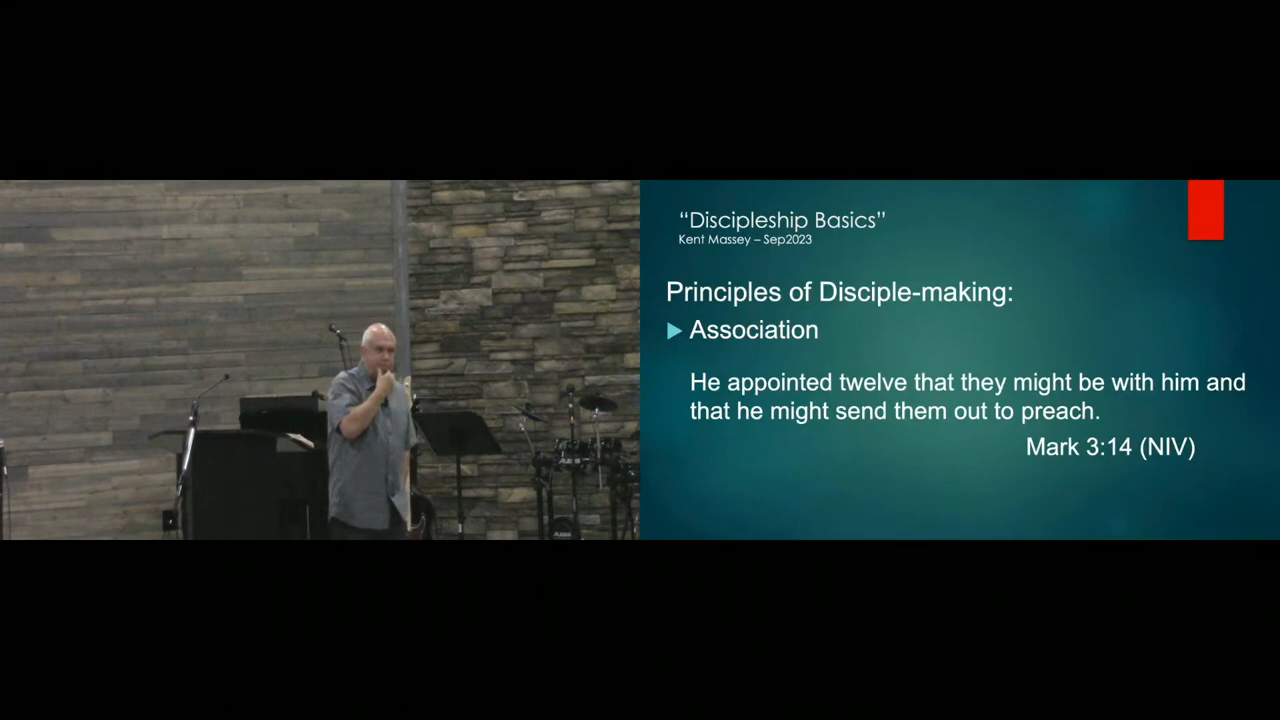 “Discipleship Basics”
Kent Massey – Sep2023
Principles of Disciple-making:
Association
He appointed twelve that they might be with him and
that he might send them out to preach.
Mark 3:14 (NIV)